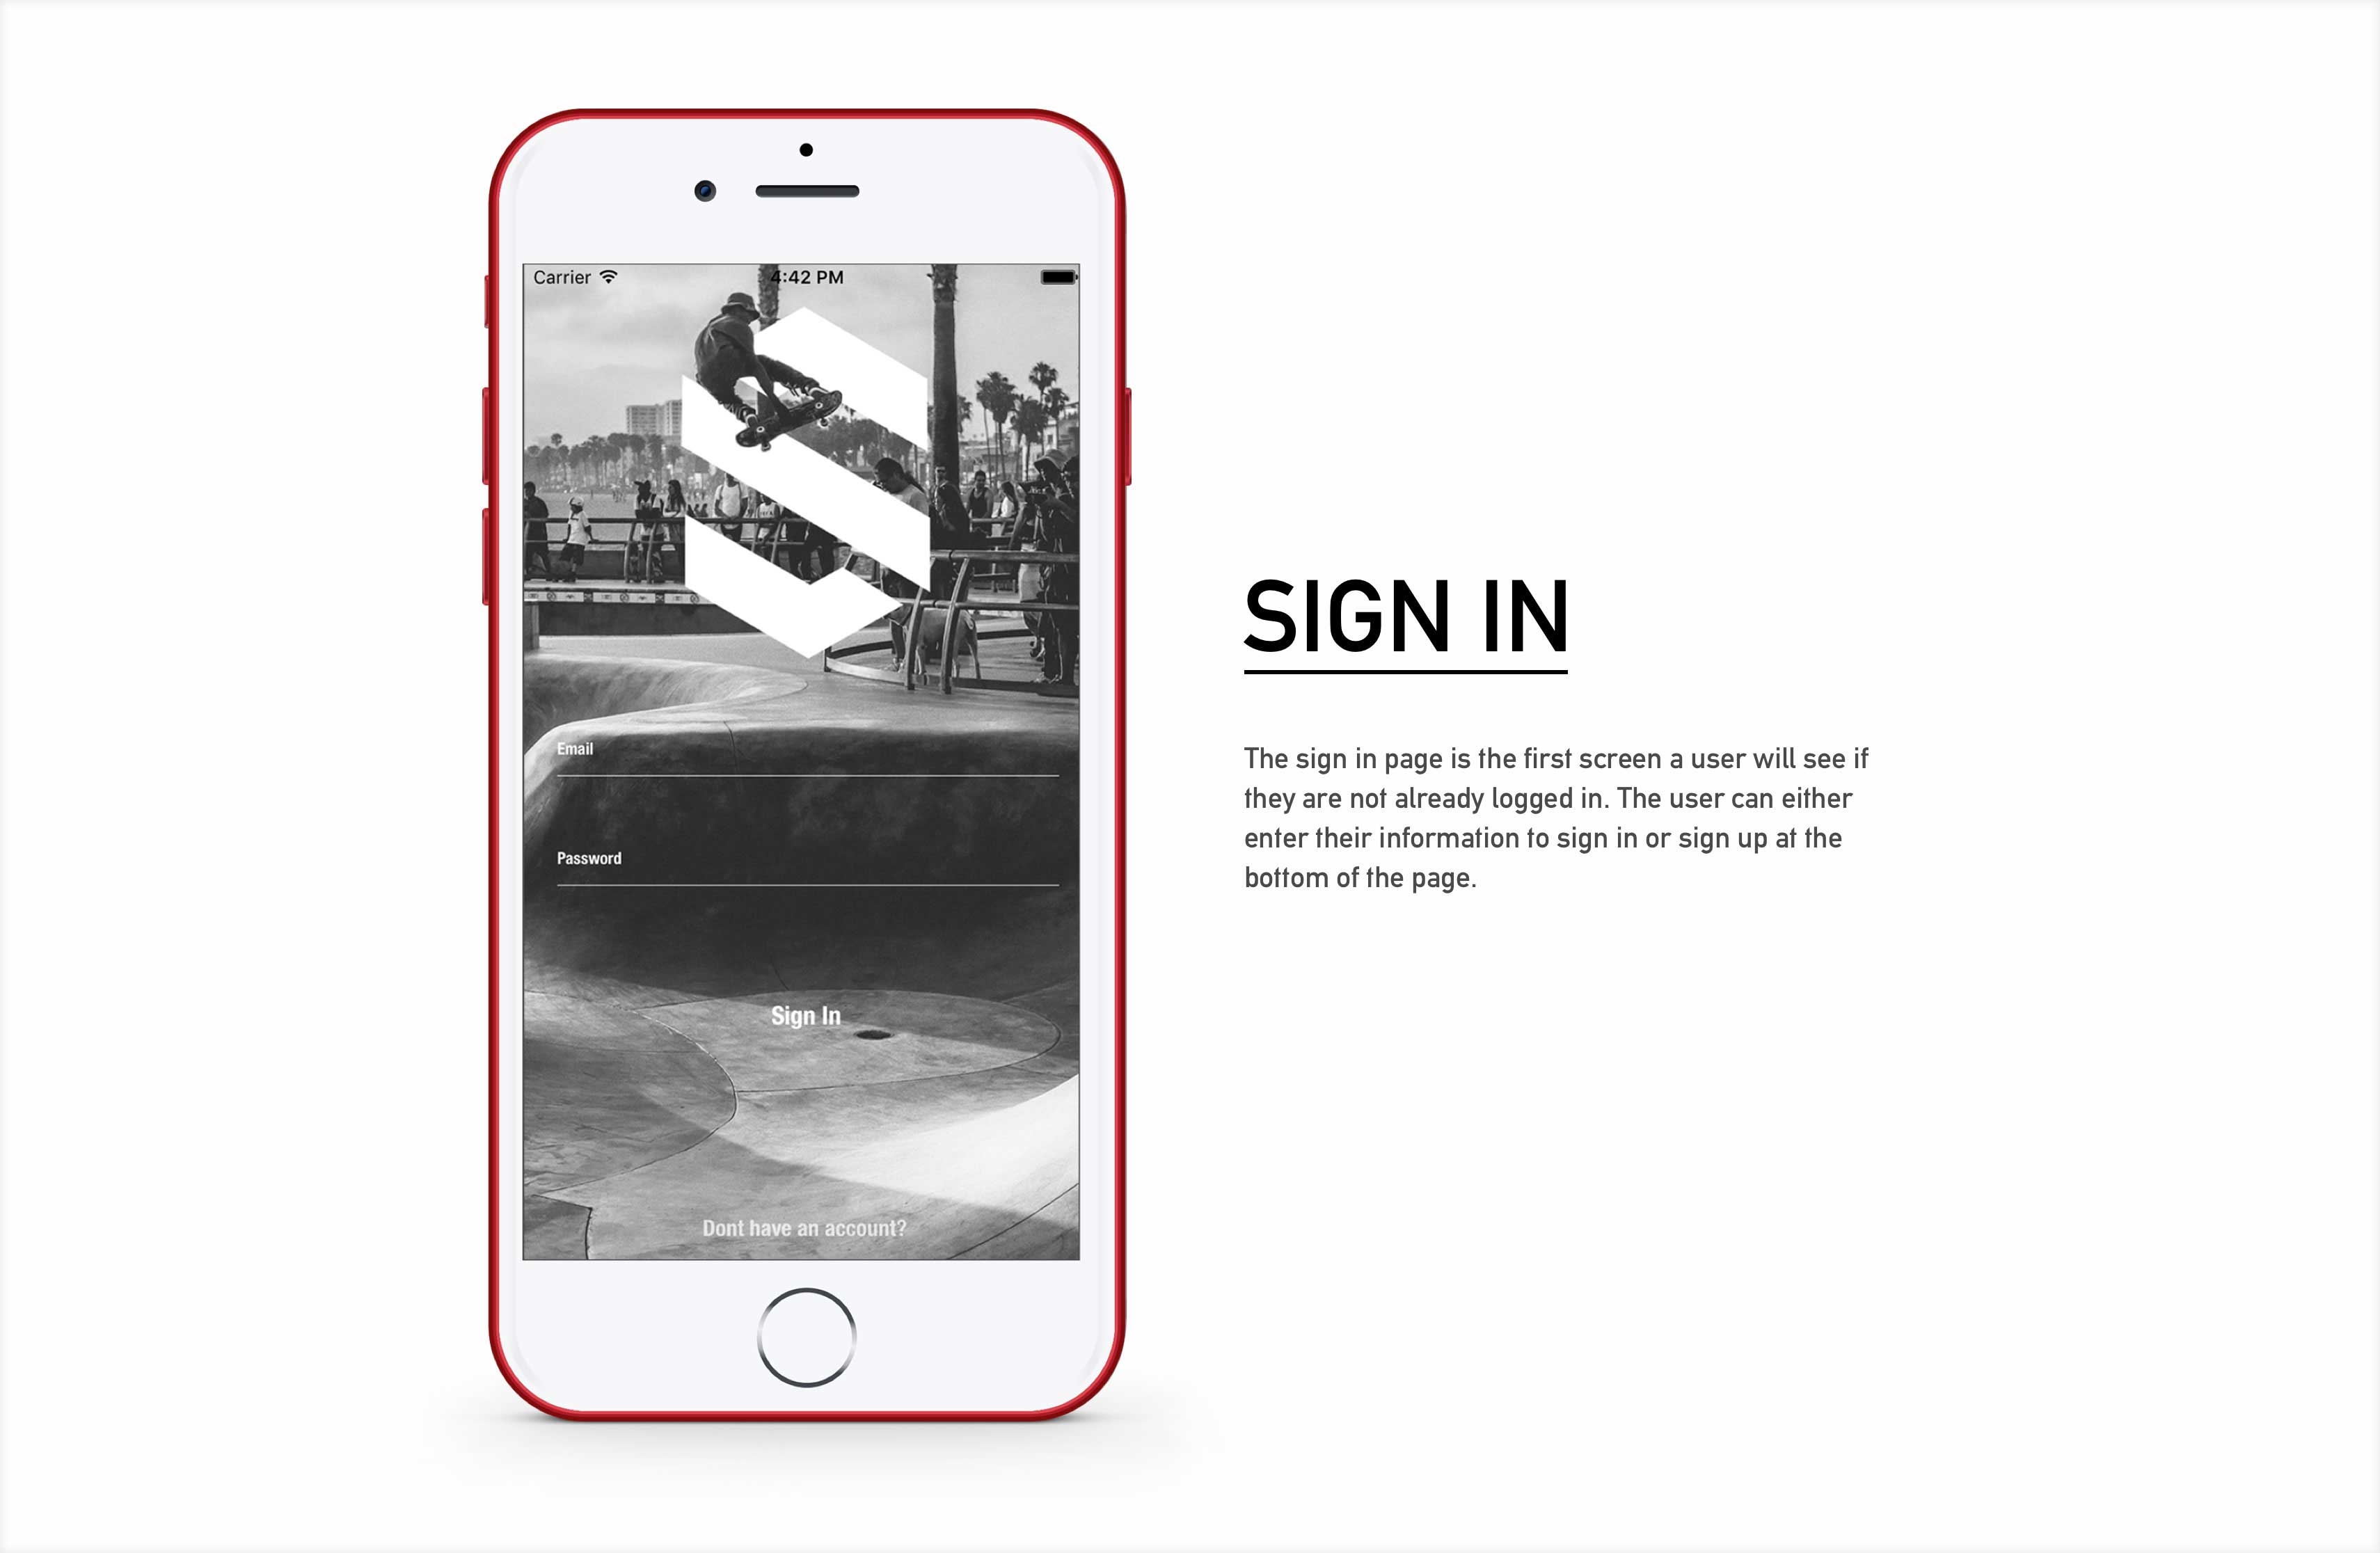 Carrier
4:42 PM
Email
Password
Sign In
Dont have an account?
SIGN IN
The sign in page is the first screen a user will see if
they are not already logged in. The user can either
enter their information to sign in or sign up at the
bottom of the page.